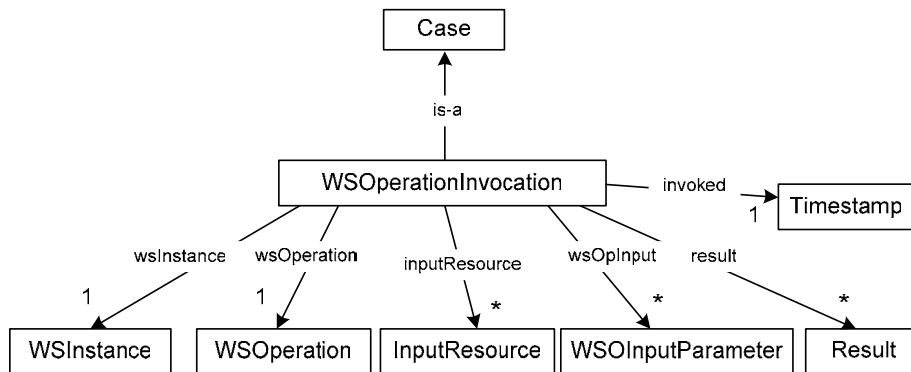 Case
is-a
WSOperationInvocation
invoked
1
Timestamp
wsInstance
wsOperation
inputResource
wsOpInput
result
1
1
*
*
*
WSInstance
WSOperation
InputResource
WSOInputParameter
Result